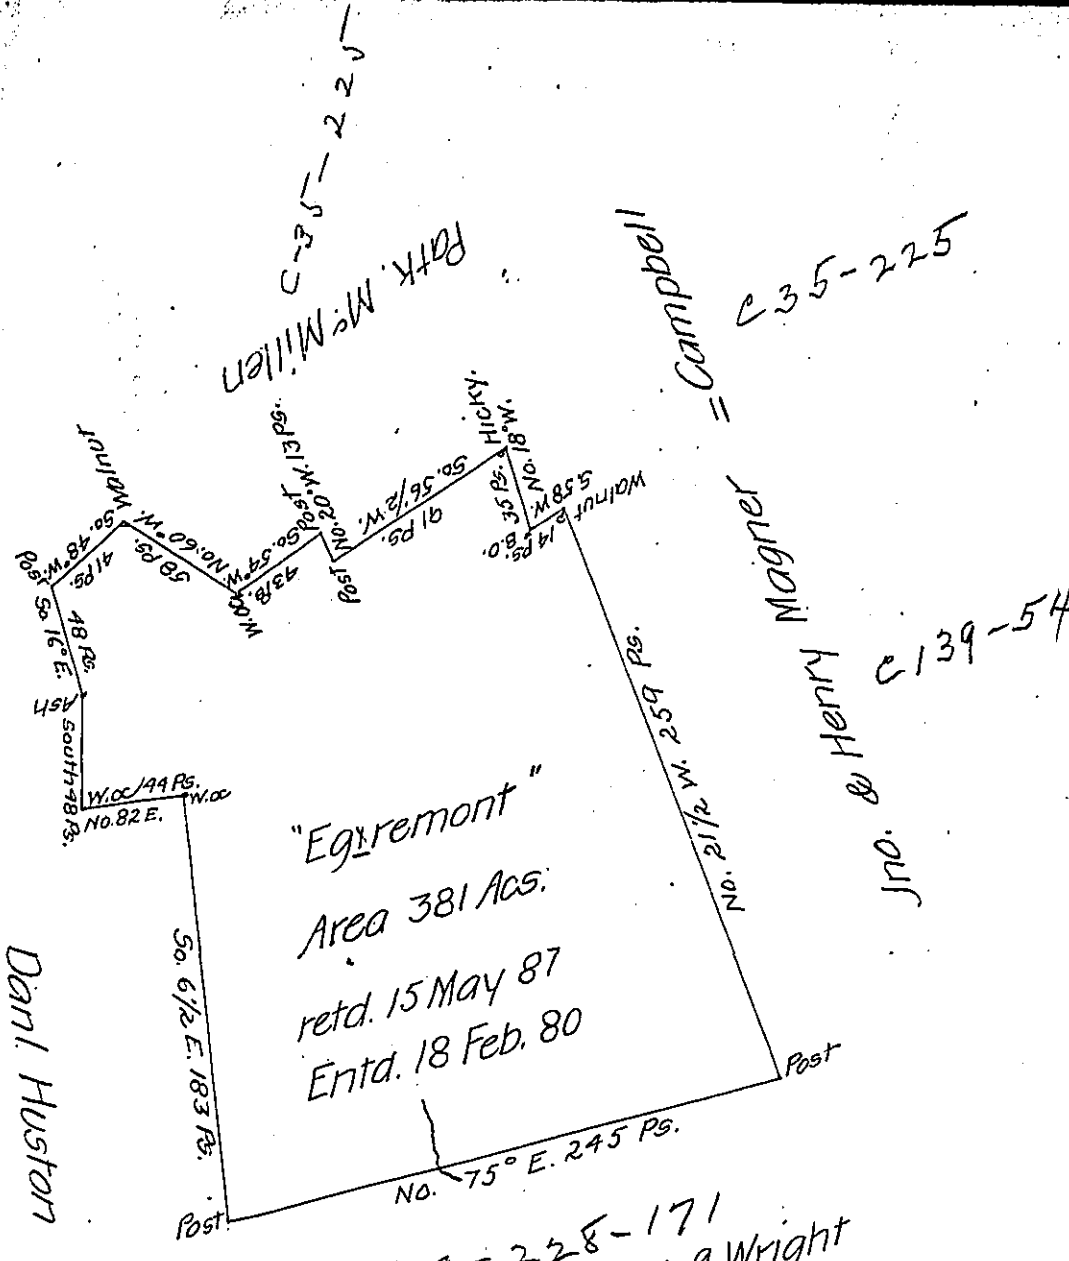 C-35-225
Patk. McMillen
Jno. & Henry Magner = Campbell
C35-225
C139-54
Walnut
So. 48° W.
41 Ps.
Post
So. 16° E.
48 Ps.
Ash
South 48 Ps.
W.O.
No. 82 E.
44 Ps.
W.O.
So. 6 1/2 E. 183 Ps.
Post
No. 75° E. 245 Ps.
Post
No. 21 1/2 W. 259 Ps.
Walnut
S. 58 W.
14 Ps.
B.O.
35 Ps.
No. 18° W.
Hicky.
So. 56 1/2 W.
91 Ps.
Post
No. 20° W. 13 Ps.
Post
So. 54° W.
43 P.
W.O.
No. 60° W.
58 Ps.
"Egremont"
Area 381 Acs.
retd. 15 May 87
Entd. 18 Feb. 80
Danl. Huston
228-171
Wright